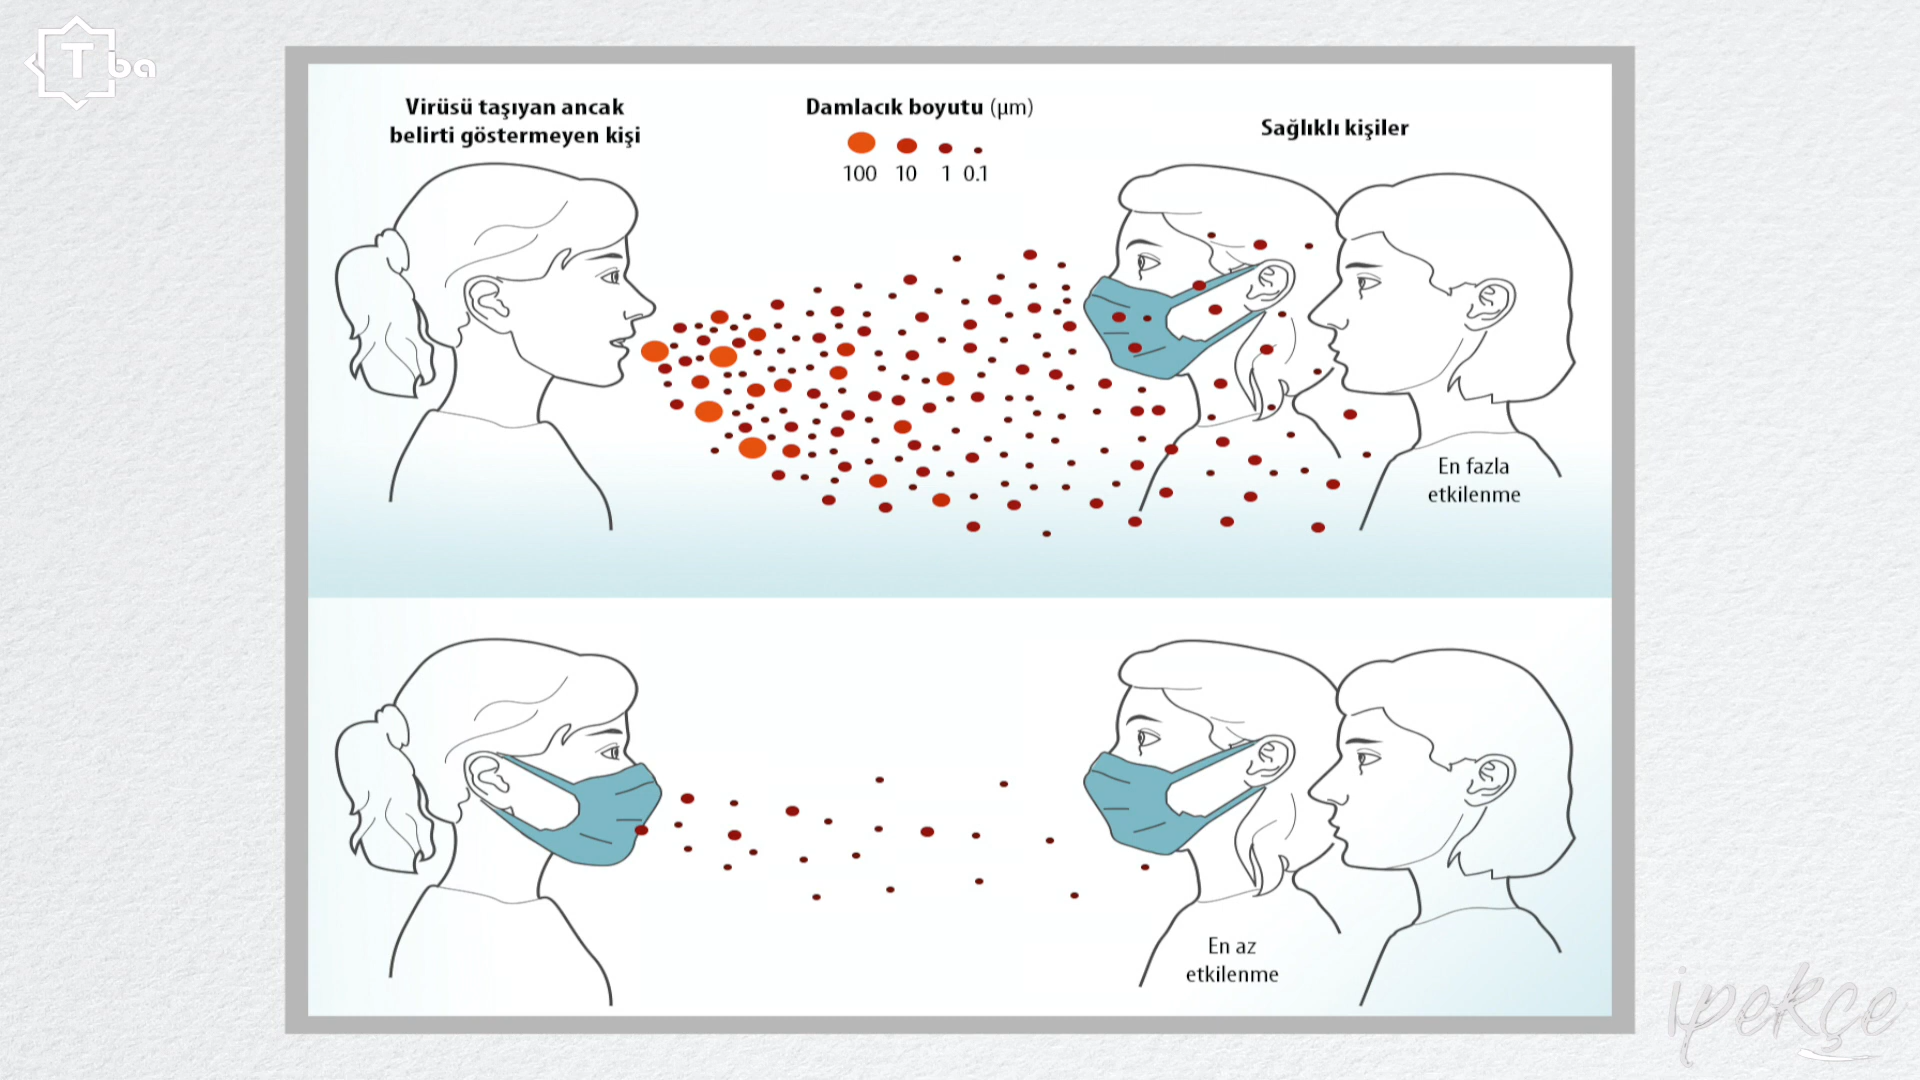 Tba
Virüsü taşıyan ancak
belirti göstermeyen kişi
Damlacık boyutu (µm)
100 10 1 0.1
Sağlıklı kişiler
En fazla
etkilenme
En az
etkilenme
ipekçe